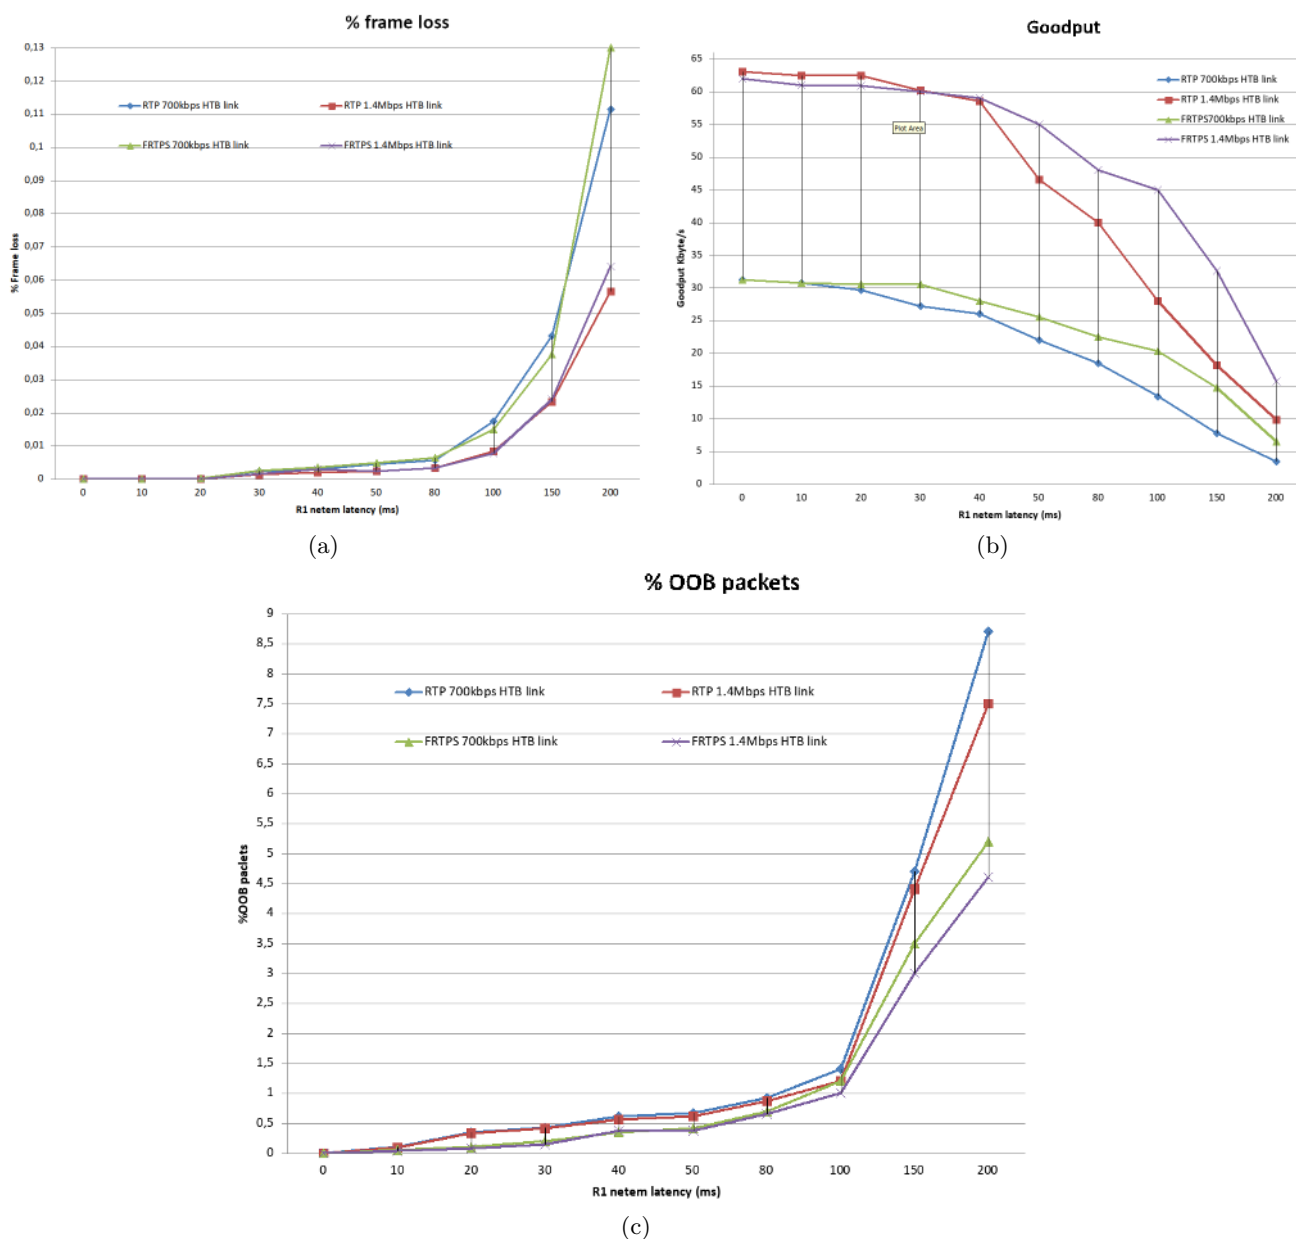 % frame loss
0,13
0,12
0,11
0,1
0,09
0,08
0,07
0,06
0,05
0,04
0,03
0,02
0,01
0
% Frame loss
RTP 700kbps HTB link
RTP 1.4Mbps HTB link
FRTPS 700kbps HTB link
FRTPS 1.4Mbps HTB link
0 10 20 30 40 50 80 100 150 200
R1 netem latency (ms)
(a)
Goodput
65
60
55
50
45
40
35
30
25
20
15
10
5
0
Goodput Kbyte/s
RTP 700kbps HTB link
RTP 1.4Mbps HTB link
FRTPS700kbps HTB link
FRTPS 1.4Mbps HTB link
Plot Area
0 10 20 30 40 50 80 100 150 200
R1 netem latency (ms)
(b)
% OOB packets
9
8,5
8
7,5
7
6,5
6
5,5
5
4,5
4
3,5
3
2,5
2
1,5
1
0,5
0
%OOB paclets
RTP 700kbps HTB link
RTP 1.4Mbps HTB link
FRTPS 700kbps HTB link
FRTPS 1.4Mbps HTB link
0 10 20 30 40 50 80 100 150 200
R1 netem latency (ms)
(c)